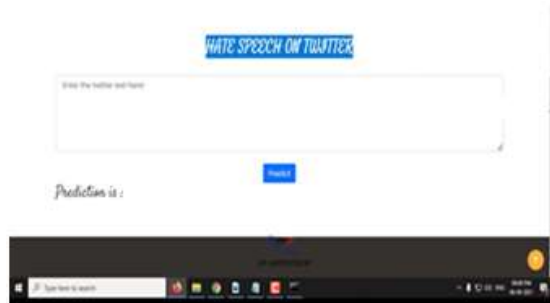 HATE SPEECH ON TWITTER
Enter the twitter text here
Predict
Prediction is :
Type here to search